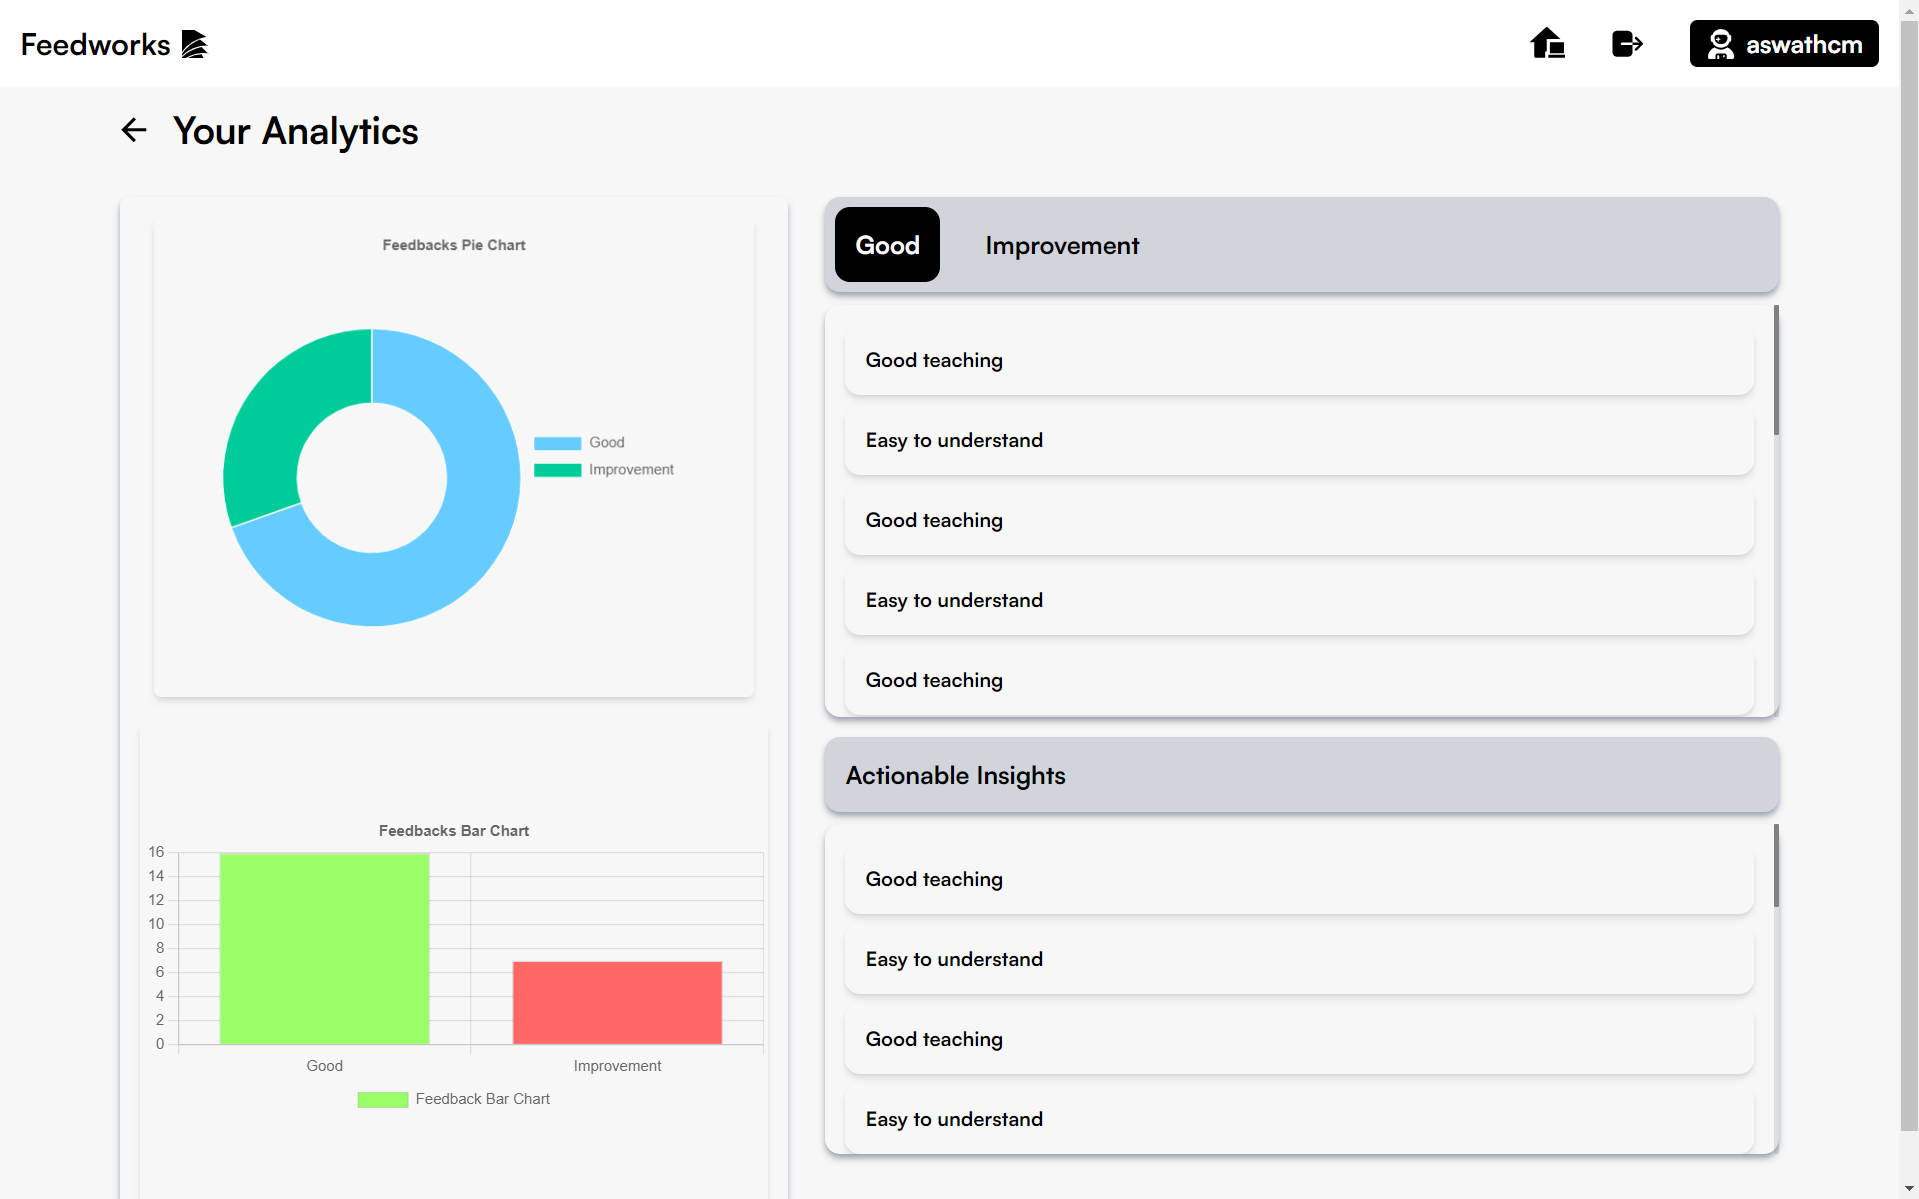 Feedworks
aswathcm
Your Analytics
Feedbacks Pie Chart
Good
Improvement
Feedbacks Bar Chart
16
14
12
10
8
6
4
2
0
Good
Improvement
Feedback Bar Chart
Good
Improvement
Good teaching
Easy to understand
Good teaching
Easy to understand
Good teaching
Actionable Insights
Good teaching
Easy to understand
Good teaching
Easy to understand